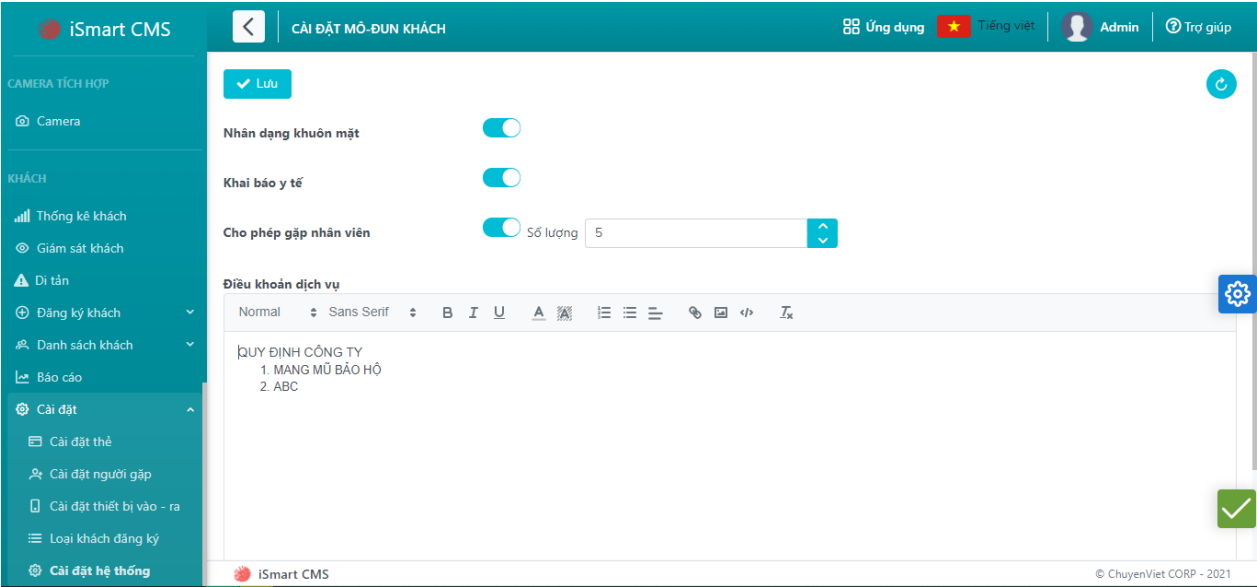 iSmart CMS
CÀI ĐẶT MÔ-ĐUN KHÁCH
Ứng dụng
Tiếng việt
Admin
Trợ giúp
CAMERA TÍCH HỢP
Camera
KHÁCH
Thống kê khách
Giám sát khách
Di tản
Đăng ký khách
Danh sách khách
Báo cáo
Cài đặt
Cài đặt thẻ
Cài đặt người gặp
Cài đặt thiết bị vào - ra
Loại khách đăng ký
Cài đặt hệ thống
Lưu
Nhân dạng khuôn mặt
Khai báo y tế
Cho phép gặp nhân viên
Số lượng 5
Điều khoản dịch vụ
Normal Sans Serif B I U A A </> Tx
QUY ĐỊNH CÔNG TY
1. MANG MŨ BẢO HỘ
2. ABC
iSmart CMS
© ChuyenViet CORP - 2021